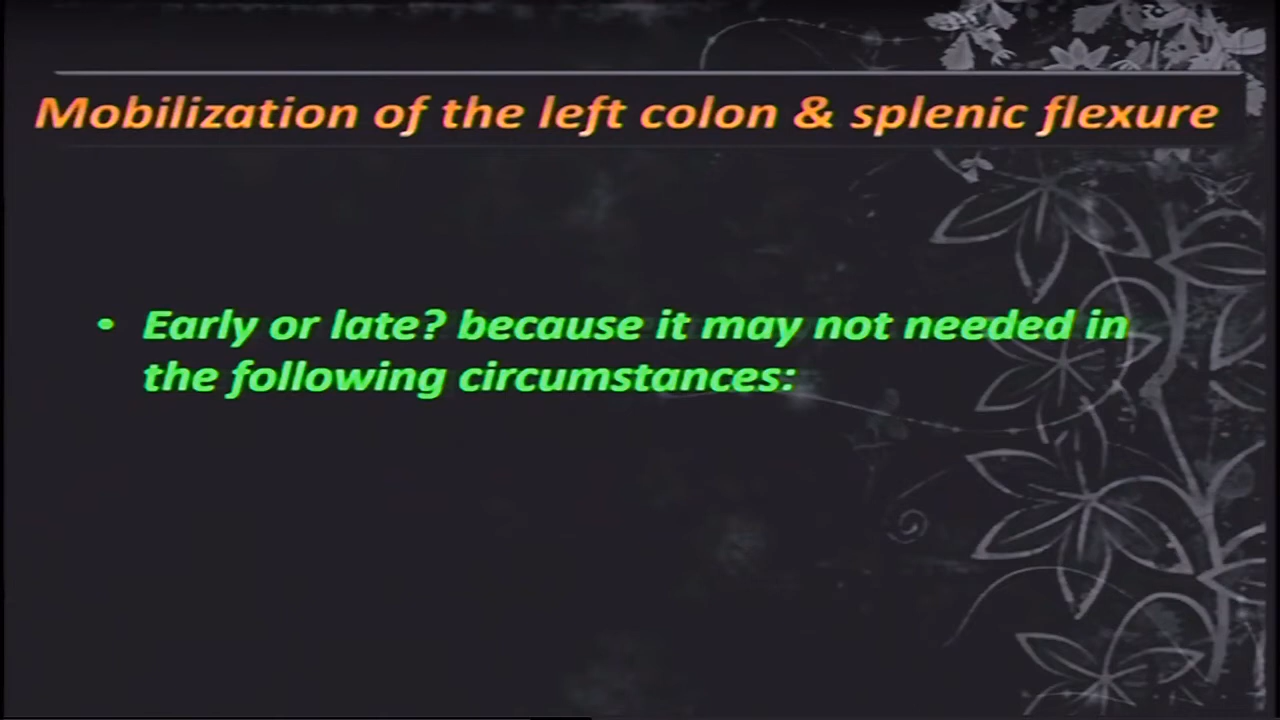 Mobilization of the left colon & splenic flexure
• Early or late? because it may not needed in
the following circumstances: